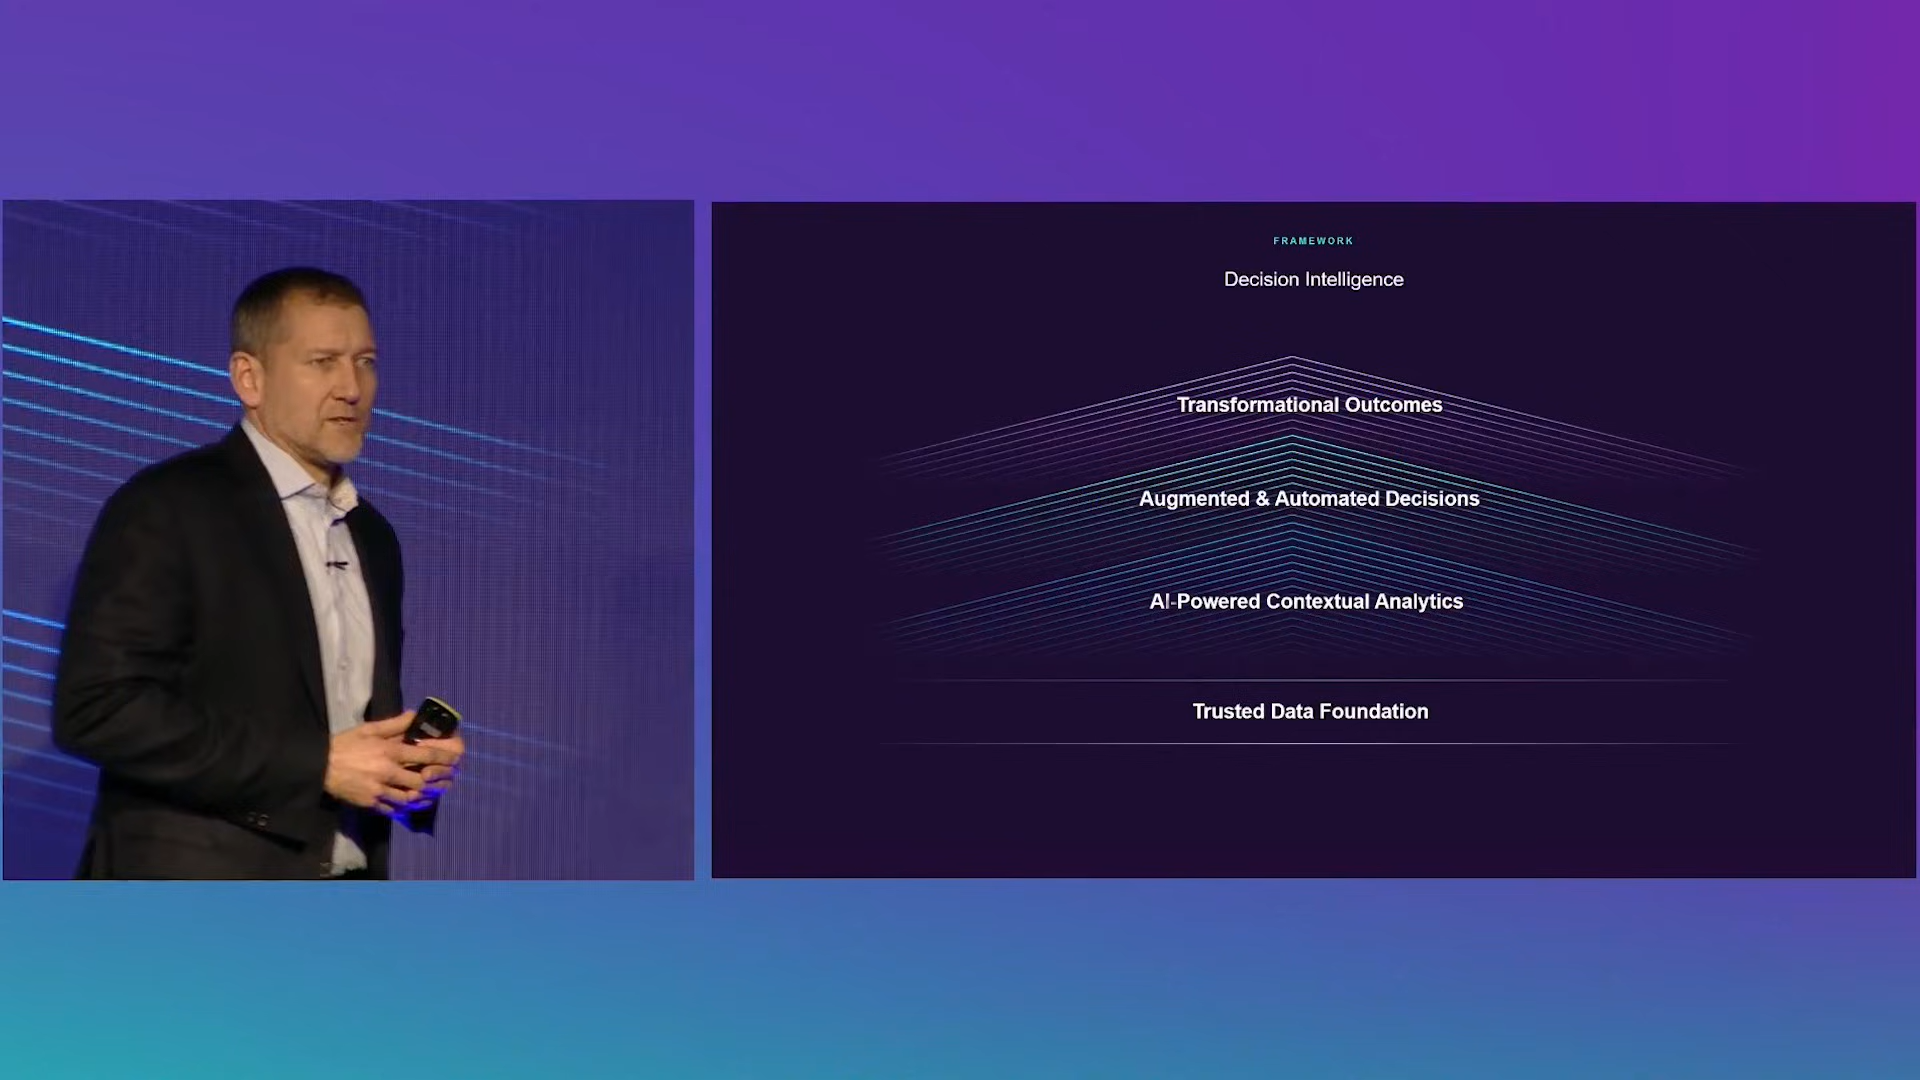 FRAMEWORK
Decision Intelligence
Transformational Outcomes
Augmented & Automated Decisions
AI-Powered Contextual Analytics
Trusted Data Foundation